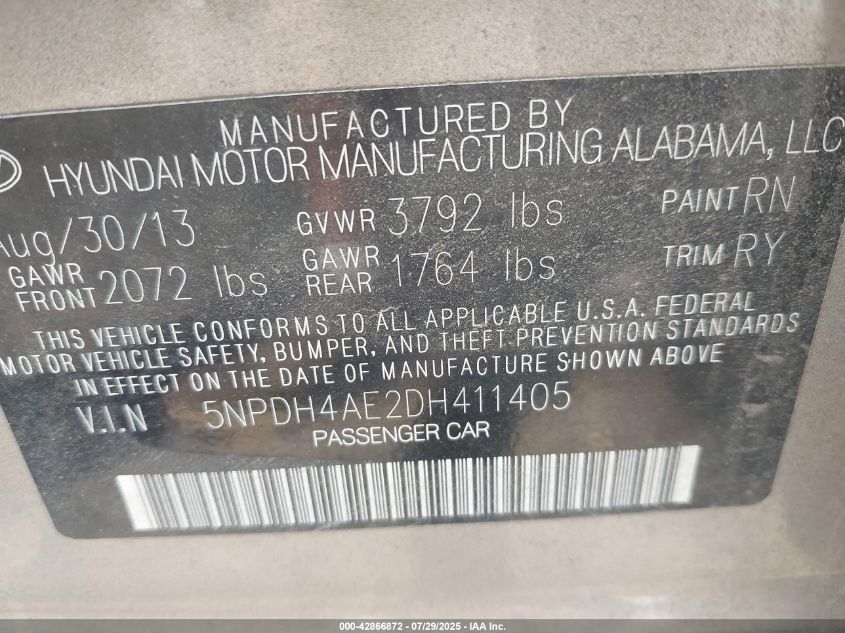 MANUFACTURED BY
HYUNDAI MOTOR MANUFACTURING ALABAMA, LLC
Aug/30/13 GVWR 3792 lbs PAINT RN
GAWR FRONT 2072 lbs GAWR REAR 1764 lbs TRIM RY
THIS VEHICLE CONFORMS TO ALL APPLICABLE U.S.A. FEDERAL
MOTOR VEHICLE SAFETY, BUMPER, AND THEFT PREVENTION STANDARDS
IN EFFECT ON THE DATE OF MANUFACTURE SHOWN ABOVE
V.I.N 5NPDH4AE2DH411405
PASSENGER CAR
000-42866872 - 07/29/2025 - IAA Inc.